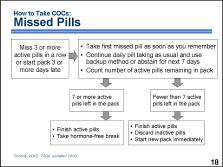 How to Take COCs:
Missed Pills
Miss 3 or more
active pills in a row
or start pack 3 or
more days late
• Take first missed pill as soon as you remember
• Continue daily pill taking as usual and use
backup method or abstain for next 7 days
• Count number of active pills remaining in pack
7 or more active
pills left in the pack
Fewer than 7 active
pills left in the pack
• Finish active pills
• Take hormone-free break
• Finish active pills
• Discard inactive pills
• Start new pack immediately
Source: WHO, 2004; updated 2008.
18